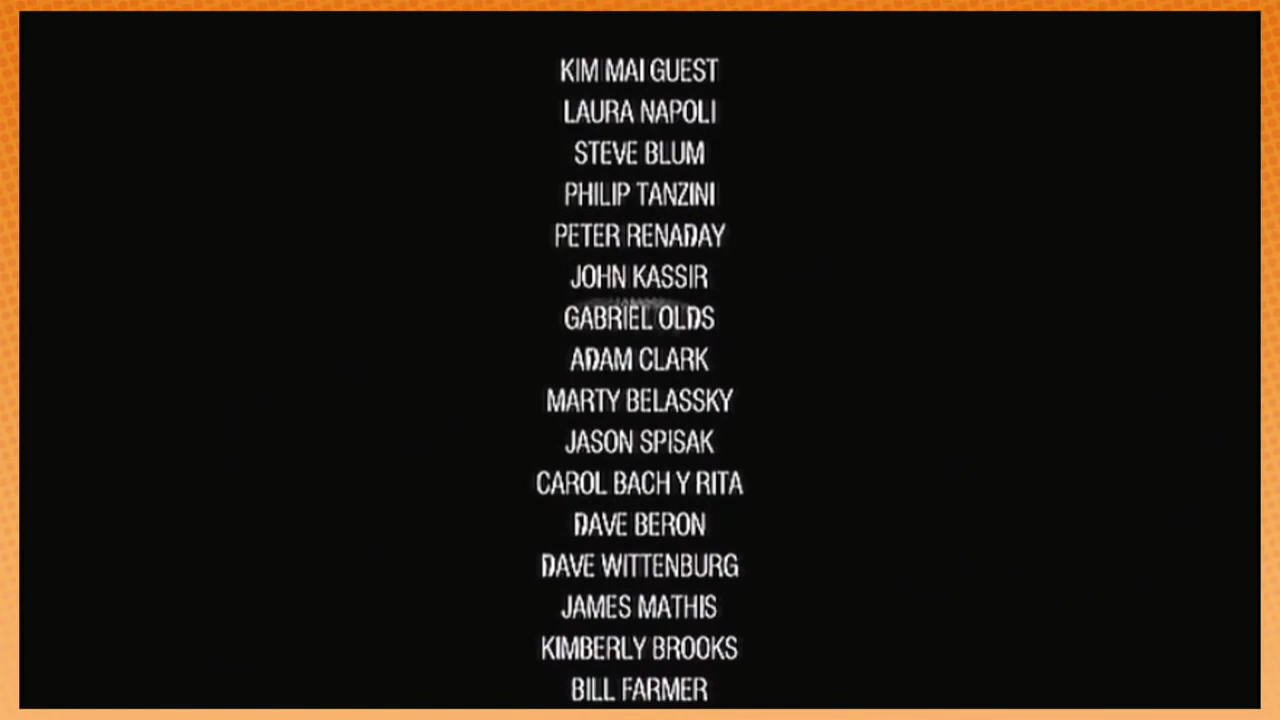 KIM MAI GUEST
LAURA NAPOLI
STEVE BLUM
PHILIP TANZINI
PETER RENADAY
JOHN KASSIR
GABRIEL OLDS
ADAM CLARK
MARTY BELASSKY
JASON SPISAK
CAROL BACH Y RITA
DAVE BERON
DAVE WITTENBURG
JAMES MATHIS
KIMBERLY BROOKS
BILL FARMER